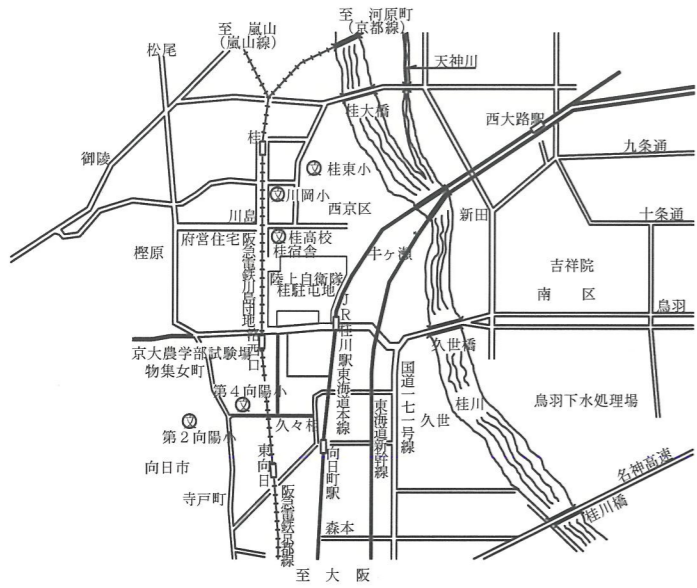 至 嵐山
(嵐山線)
至 河原町
(京都線)
松尾
天神川
桂大橋
西大路駅
桂
九条通
御陵
桂東小
川岡小
西京区
川島
新田
十条通
府営住宅
桂高校
桂宿舎
牛ケ瀬
樫原
阪急電鉄川島団地
吉祥院
陸上自衛隊
桂駐屯地
南 区
鳥羽
JR桂川駅
洛西口
久世橋
京大農学部試験場
物集女町
東海道本線
国道一七一号線
第4向陽小
桂川
鳥羽下水処理場
久世
久々相
東海道新幹線
第2向陽小
東向日
向日町駅
向日市
名神高速
寺戸町
阪急電鉄京都線
桂川橋
森本
至 大 阪